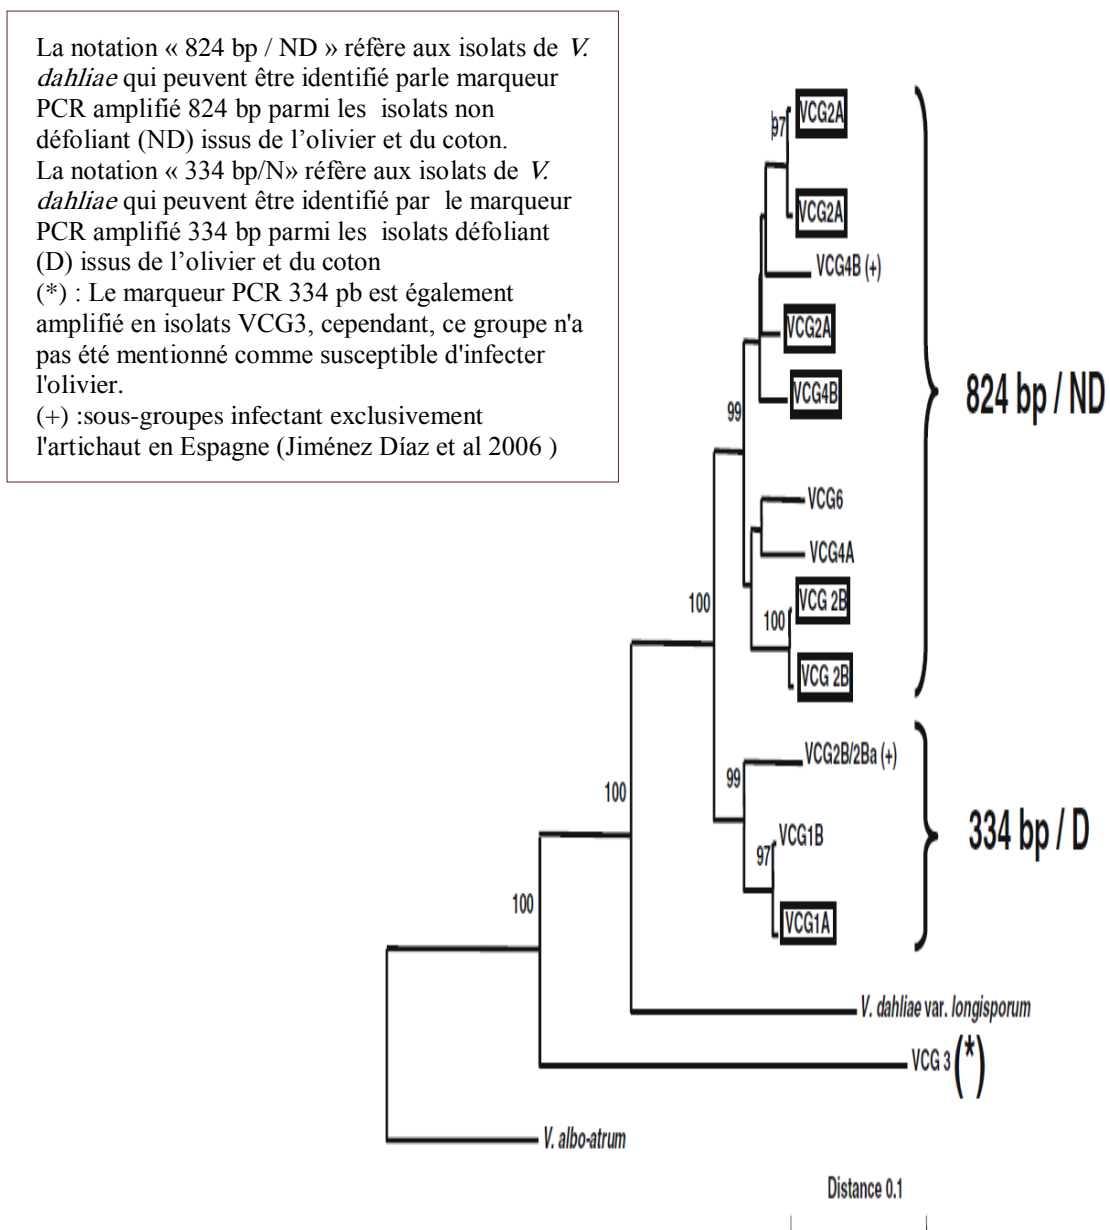 La notation « 824 bp / ND » réfère aux isolats de V.
dahliae qui peuvent être identifié parle marqueur
PCR amplifié 824 bp parmi les isolats non
défoliant (ND) issus de l’olivier et du coton.
La notation « 334 bp/N» réfère aux isolats de V.
dahliae qui peuvent être identifié par le marqueur
PCR amplifié 334 bp parmi les isolats défoliant
(D) issus de l’olivier et du coton
(*) : Le marqueur PCR 334 pb est également
amplifié en isolats VCG3, cependant, ce groupe n'a
pas été mentionné comme susceptible d'infecter
l'olivier.
(+) :sous-groupes infectant exclusivement
l'artichaut en Espagne (Jiménez Díaz et al 2006 )
97
VCG2A
VCG2A
VCG4B (+)
VCG2A
VCG4B
99
824 bp / ND
VCG6
VCG4A
100
VCG 2B
100
VCG 2B
VCG2B/2Ba (+)
99
100
VCG1B
97
334 bp / D
VCG1A
100
V. dahliae var. longisporum
VCG 3 (*)
V. albo-atrum
Distance 0.1